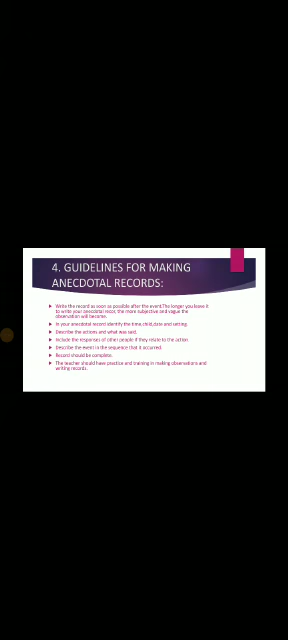 4. GUIDELINES FOR MAKING
ANECDOTAL RECORDS:
Write the record as soon as possible after the event.The longer you leave it
to write your anecdotal recor, the more subjective and vague the
observation will become.
In your anecdotal record identify the time,child,date and setting
Describe the actions and what was said.
Include the responses of other people if they relate to the action
Describe the event in the sequence that it occurred.
Record should be complete.
The teacher should have practice and training in making observations and
writing records.